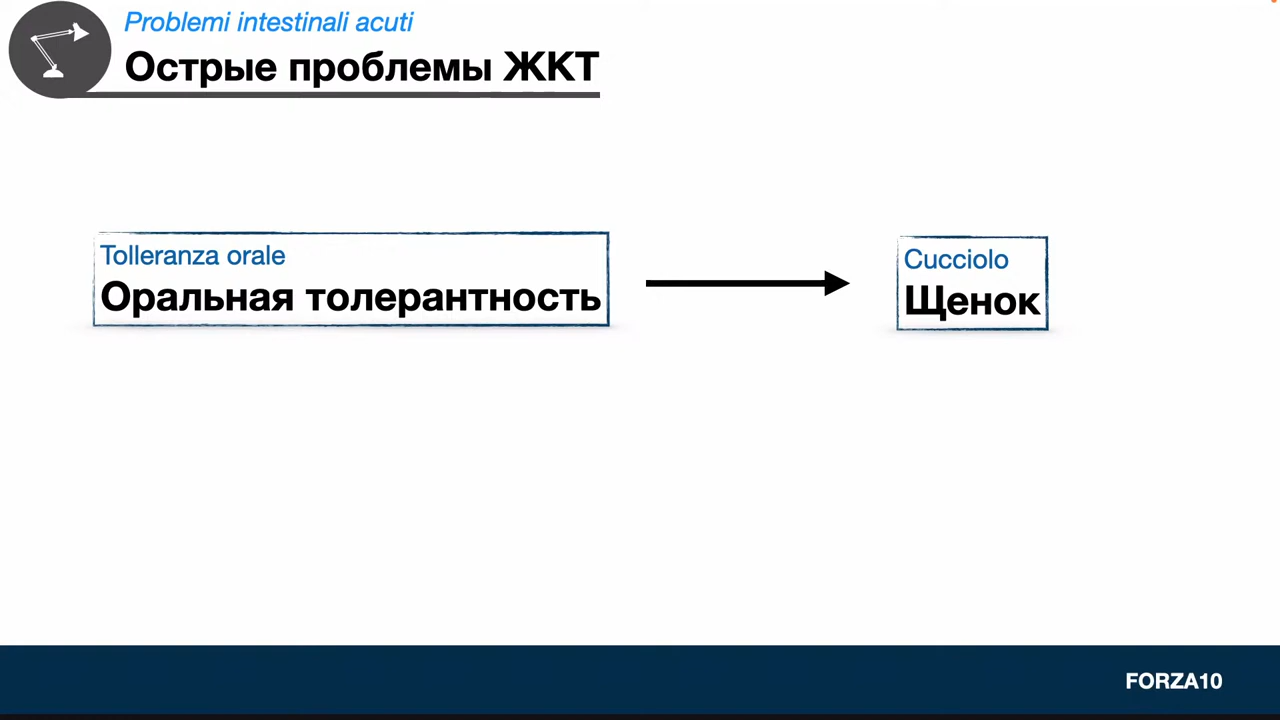 Problemi intestinali acuti
Острые проблемы ЖКТ
Tolleranza orale
Оральная толерантность
Cucciolo
Щенок
FORZA10